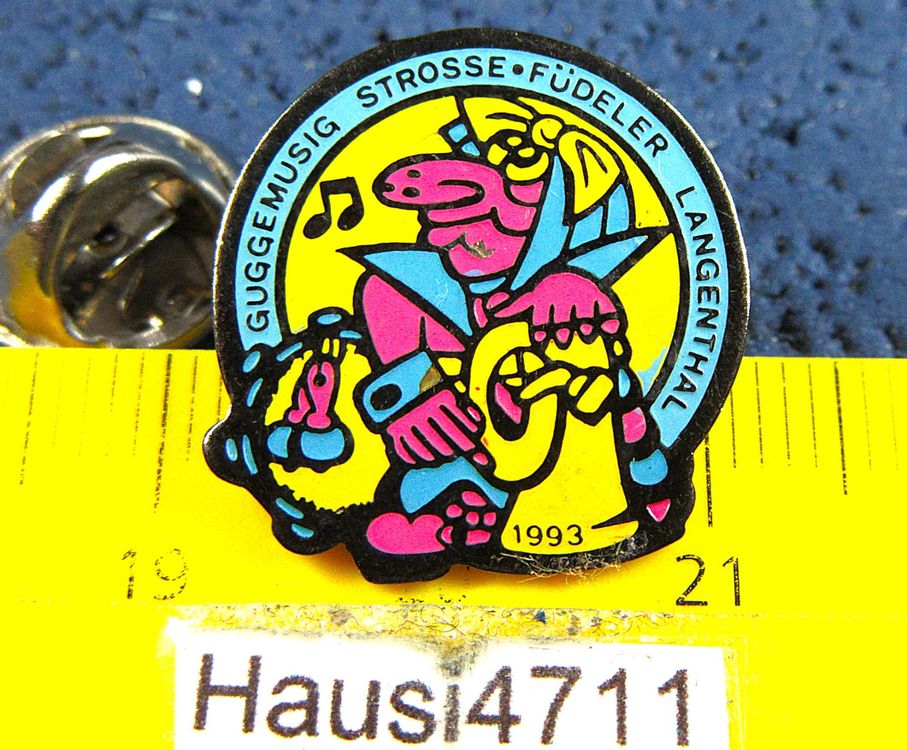 GUGGEMUSIG STROSSE•FÜDELER LANGENTHAL
1993
19 21
Hausi4711